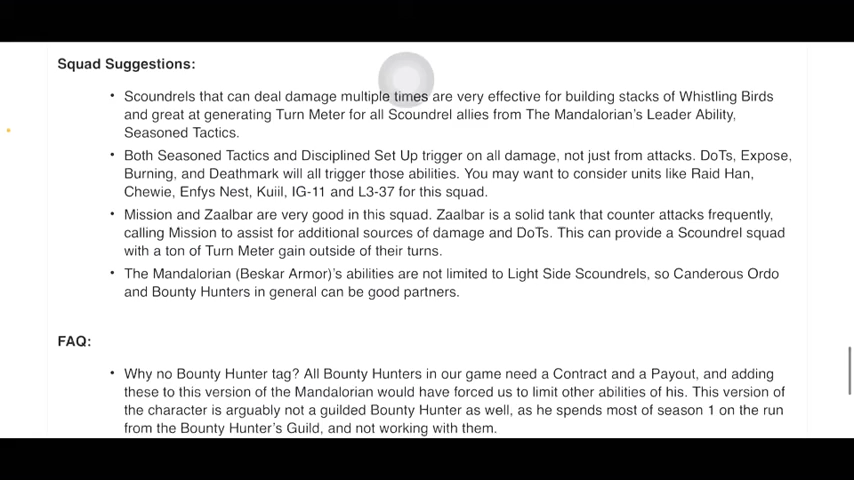 Squad Suggestions:
• Scoundrels that can deal damage multiple times are very effective for building stacks of Whistling Birds
and great at generating Turn Meter for all Scoundrel allies from The Mandalorian's Leader Ability,
Seasoned Tactics.
• Both Seasoned Tactics and Disciplined Set Up trigger on all damage, not just from attacks. DoTs, Expose,
Burning, and Deathmark will all trigger those abilities. You may want to consider units like Raid Han,
Chewie, Enfys Nest, Kuiil, IG-11 and L3-37 for this squad.
• Mission and Zaalbar are very good in this squad. Zaalbar is a solid tank that counter attacks frequently,
calling Mission to assist for additional sources of damage and DoTs. This can provide a Scoundrel squad
with a ton of Turn Meter gain outside of their turns.
• The Mandalorian (Beskar Armor)'s abilities are not limited to Light Side Scoundrels, so Canderous Ordo
and Bounty Hunters in general can be good partners.
FAQ:
• Why no Bounty Hunter tag? All Bounty Hunters in our game need a Contract and a Payout, and adding
these to this version of the Mandalorian would have forced us to limit other abilities of his. This version of
the character is arguably not a guilded Bounty Hunter as well, as he spends most of season 1 on the run
from the Bounty Hunter's Guild, and not working with them.